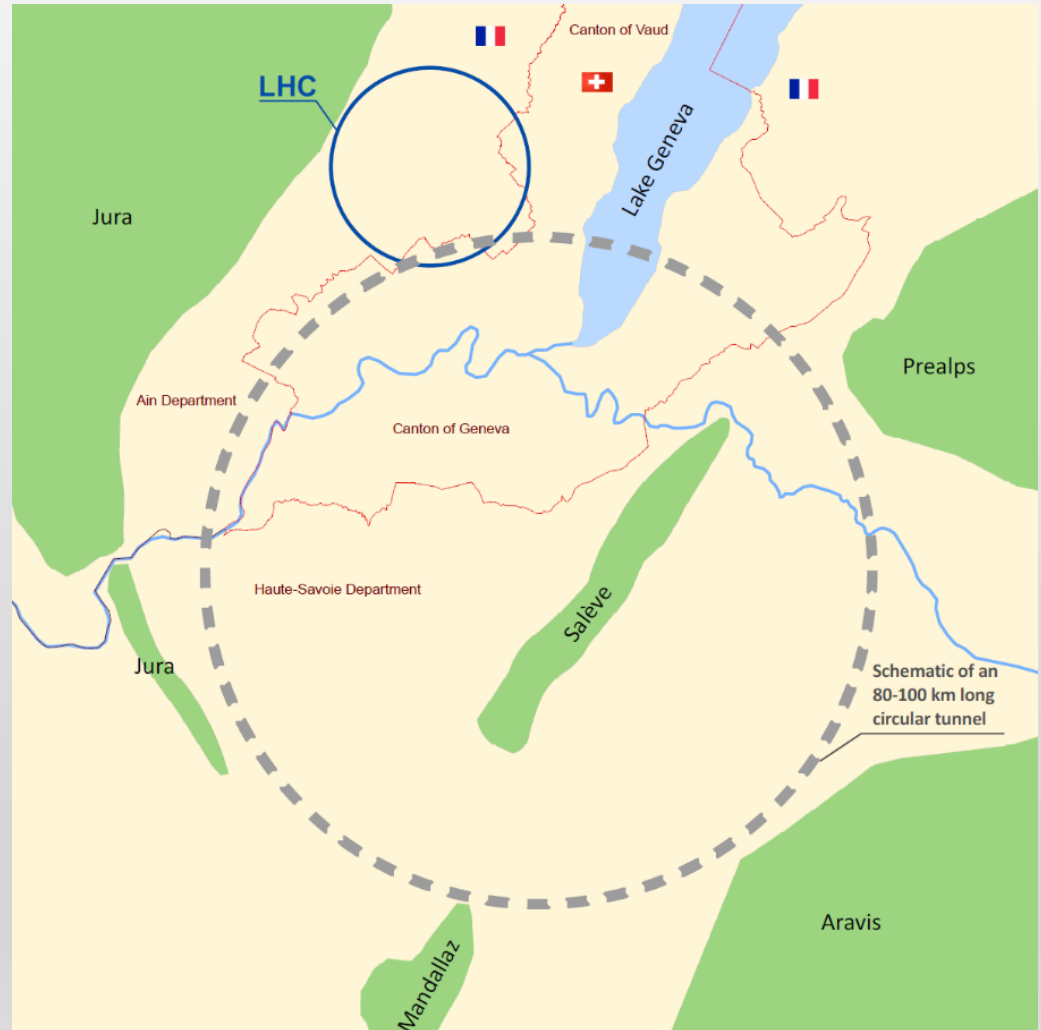 Canton of Vaud
LHC
Lake Geneva
Jura
Prealps
Ain Department
Canton of Geneva
Haute-Savoie Department
Salève
Jura
Schematic of an
80-100 km long
circular tunnel
Aravis
Mandallaz